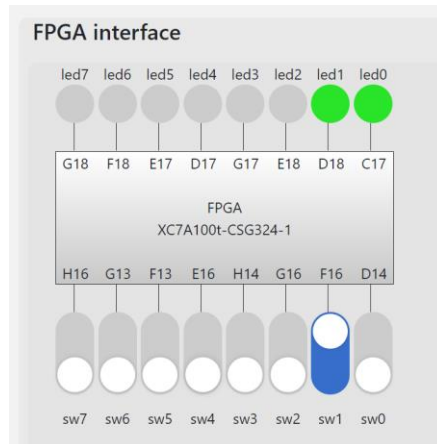 FPGA interface
led7 led6 led5 led4 led3 led2 led1 led0
G18 F18 E17 D17 G17 E18 D18 C17
FPGA
XC7A100t-CSG324-1
H16 G13 F13 E16 H14 G16 F16 D14
sw7 sw6 sw5 sw4 sw3 sw2 sw1 sw0